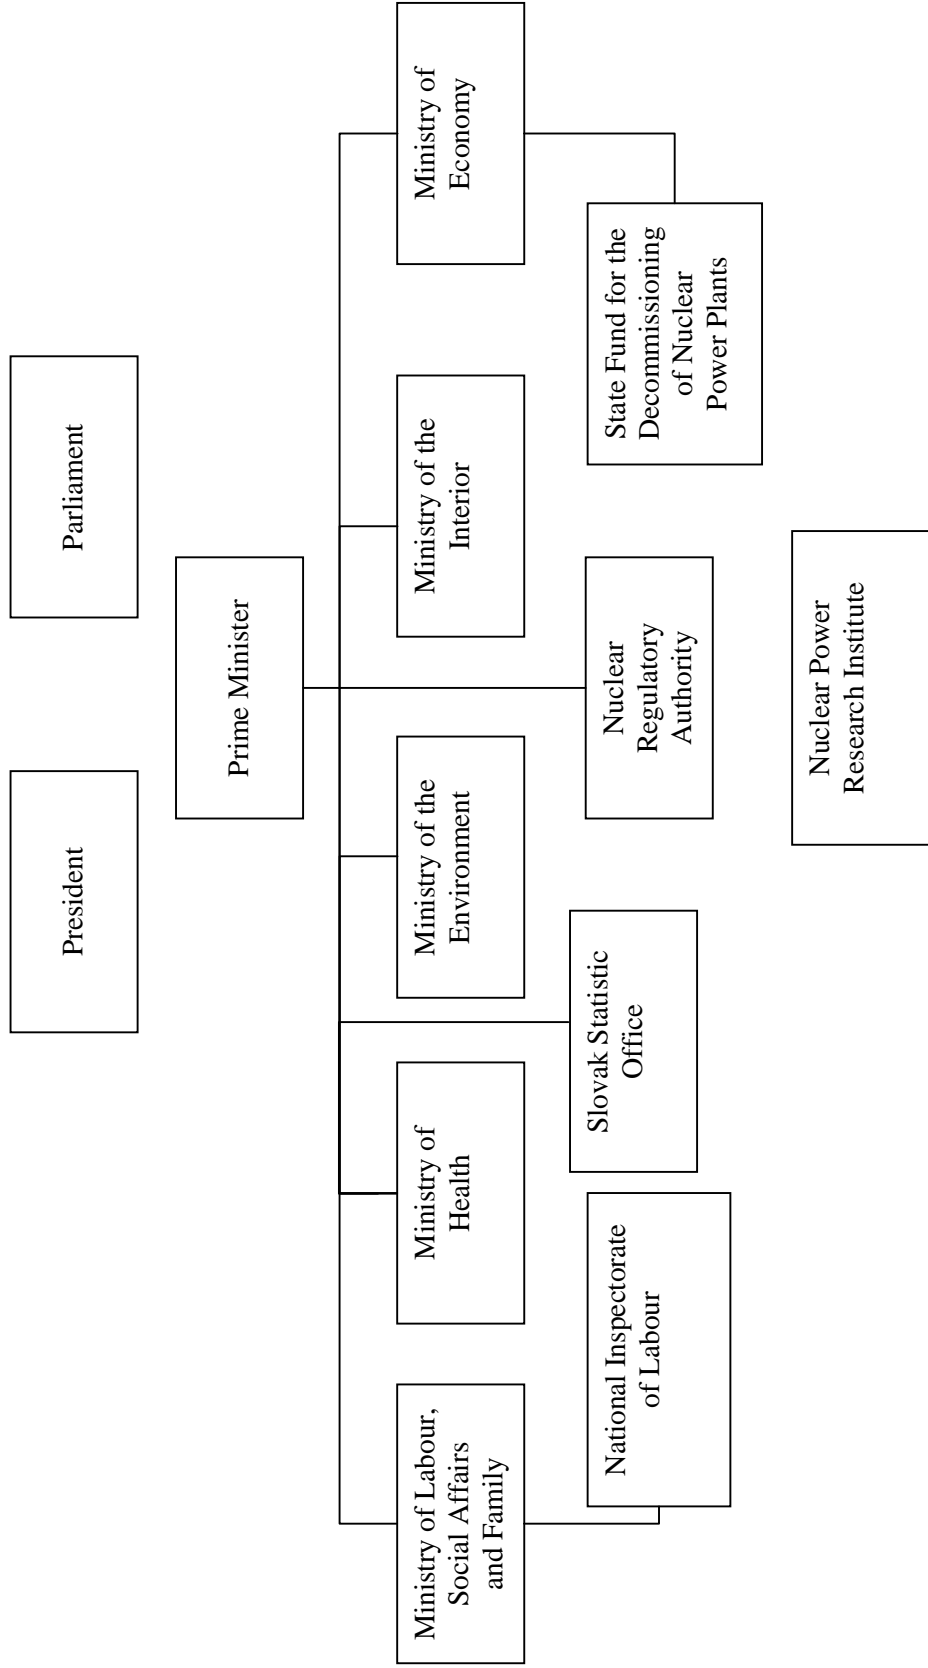 President
Parliament
Prime Minister
Ministry of Labour,
Social Affairs
and Family
Ministry of
Health
Ministry of the
Environment
Ministry of the
Interior
Ministry of
Economy
National Inspectorate
of Labour
Slovak Statistic
Office
Nuclear
Regulatory
Authority
State Fund for the
Decommissioning
of Nuclear
Power Plants
Nuclear Power
Research Institute